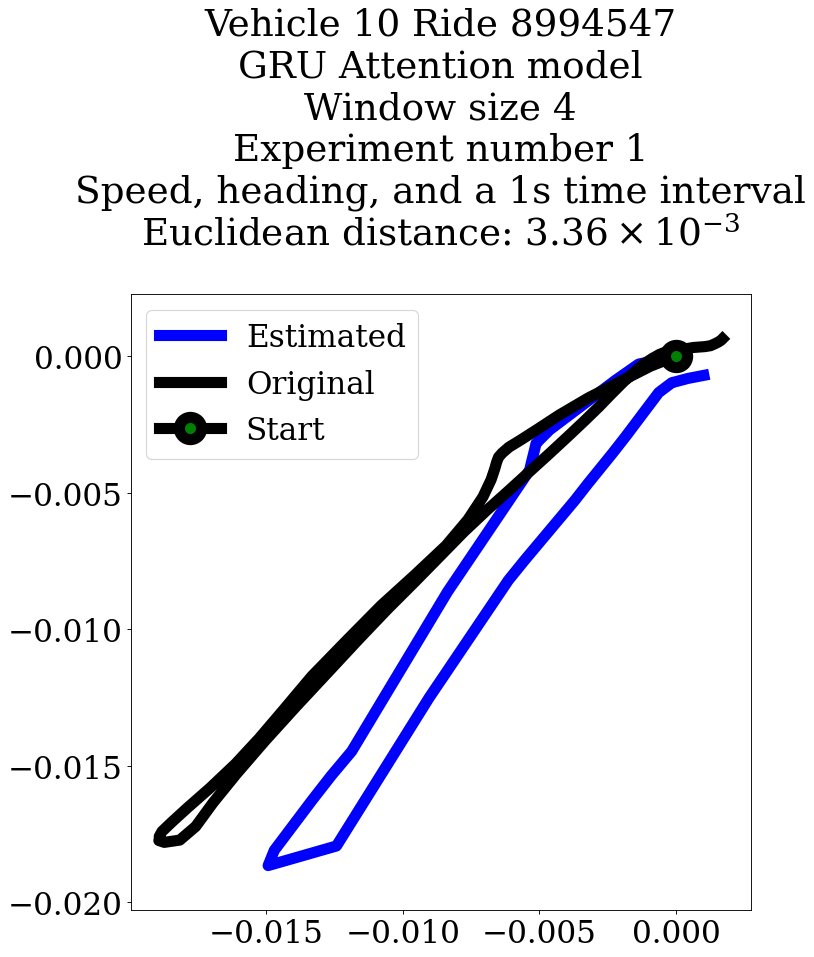 Vehicle 10 Ride 8994547
GRU Attention model
Window size 4
Experiment number 1
Speed, heading, and a 1s time interval
Euclidean distance: 3.36 × 10⁻³
Estimated
Original
Start
0.000
−0.005
−0.010
−0.015
−0.020
−0.015 −0.010 −0.005 0.000